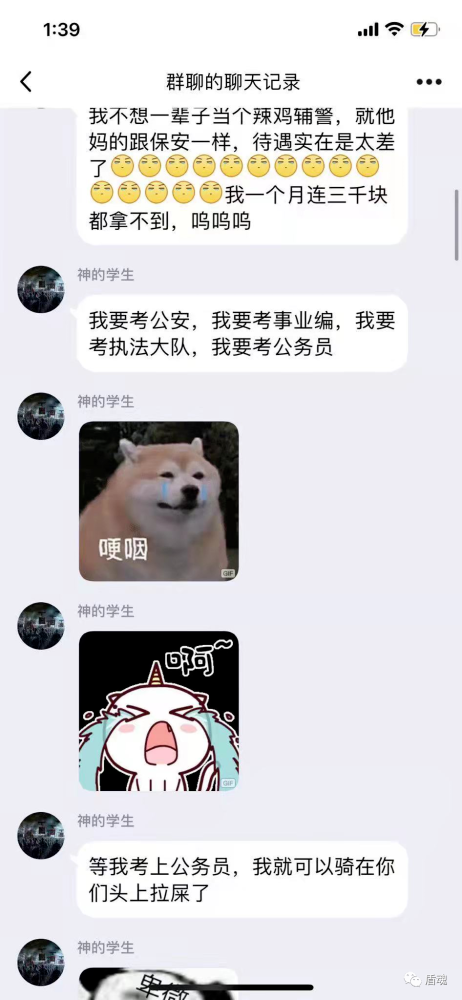 1:39
群聊的聊天记录
我不想一辈子当个辣鸡辅警，就他
妈的跟保安一样，待遇实在是太差
了
我一个月连三千块
都拿不到，呜呜呜
神的学生
我要考公安，我要考事业编，我要
考执法大队，我要考公务员
神的学生
哽咽
GIF
神的学生
啊~
GIF
神的学生
等我考上公务员，我就可以骑在你
们头上拉屎了
神的学生
卑微
盾魂